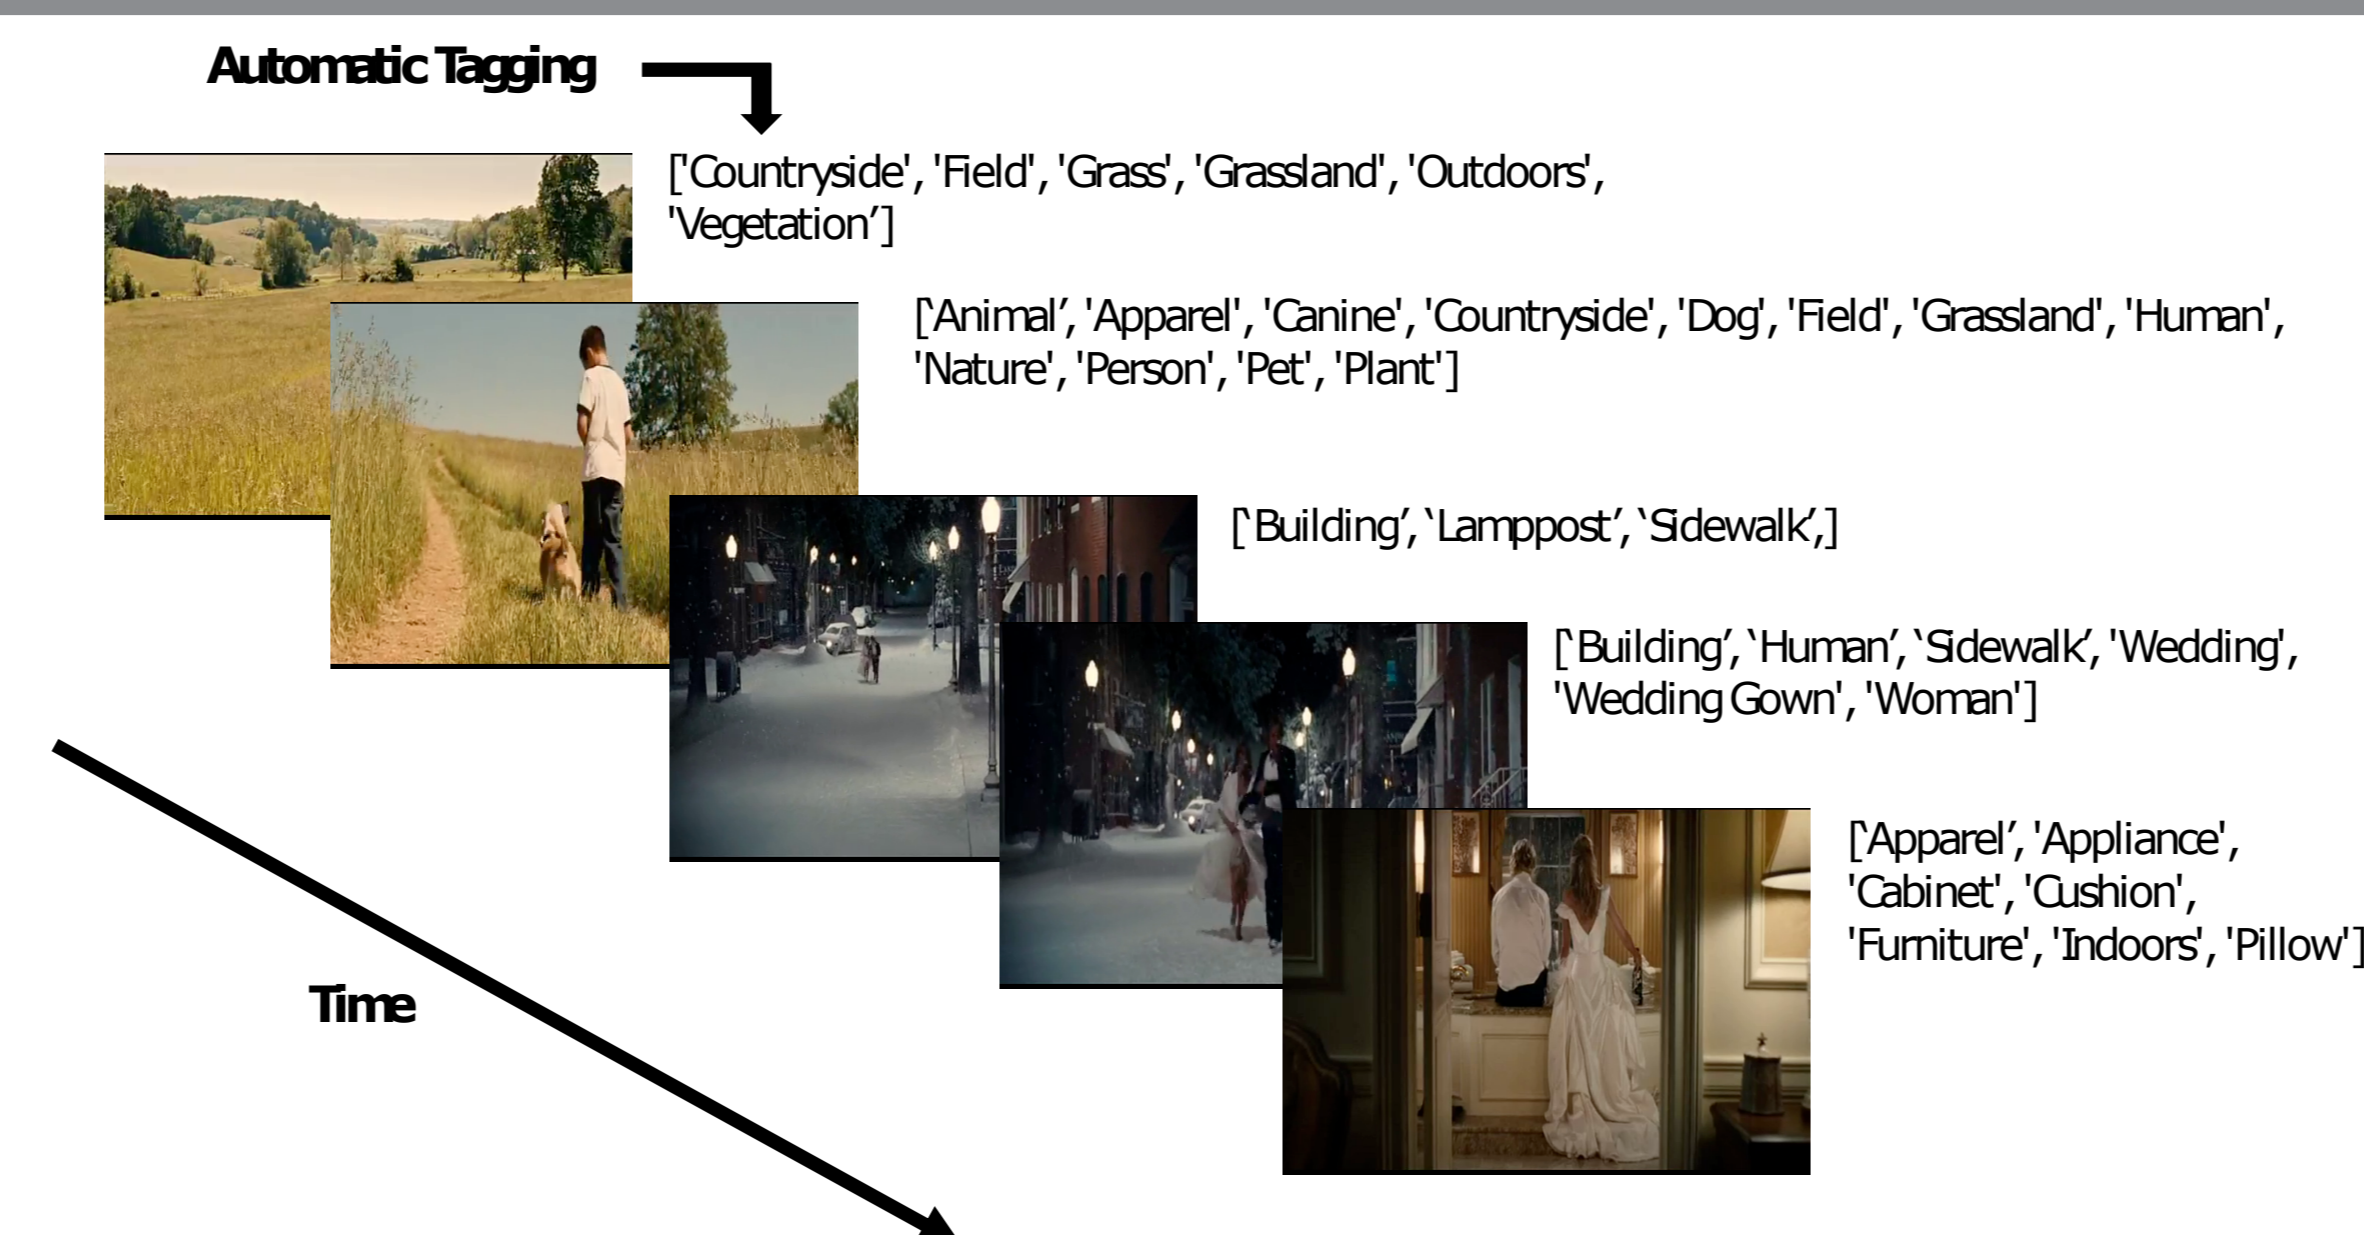 Automatic Tagging
['Countryside', 'Field', 'Grass', 'Grassland', 'Outdoors',
'Vegetation’]
[‘Animal’, 'Apparel', 'Canine', 'Countryside', 'Dog', 'Field', 'Grassland', 'Human',
'Nature', 'Person', 'Pet', 'Plant']
[‘Building’, ‘Lamppost’, ‘Sidewalk’,]
[‘Building’, ‘Human’, ‘Sidewalk’, 'Wedding',
'Wedding Gown', 'Woman']
[‘Apparel’, 'Appliance',
'Cabinet', 'Cushion',
'Furniture', 'Indoors', 'Pillow']
Time